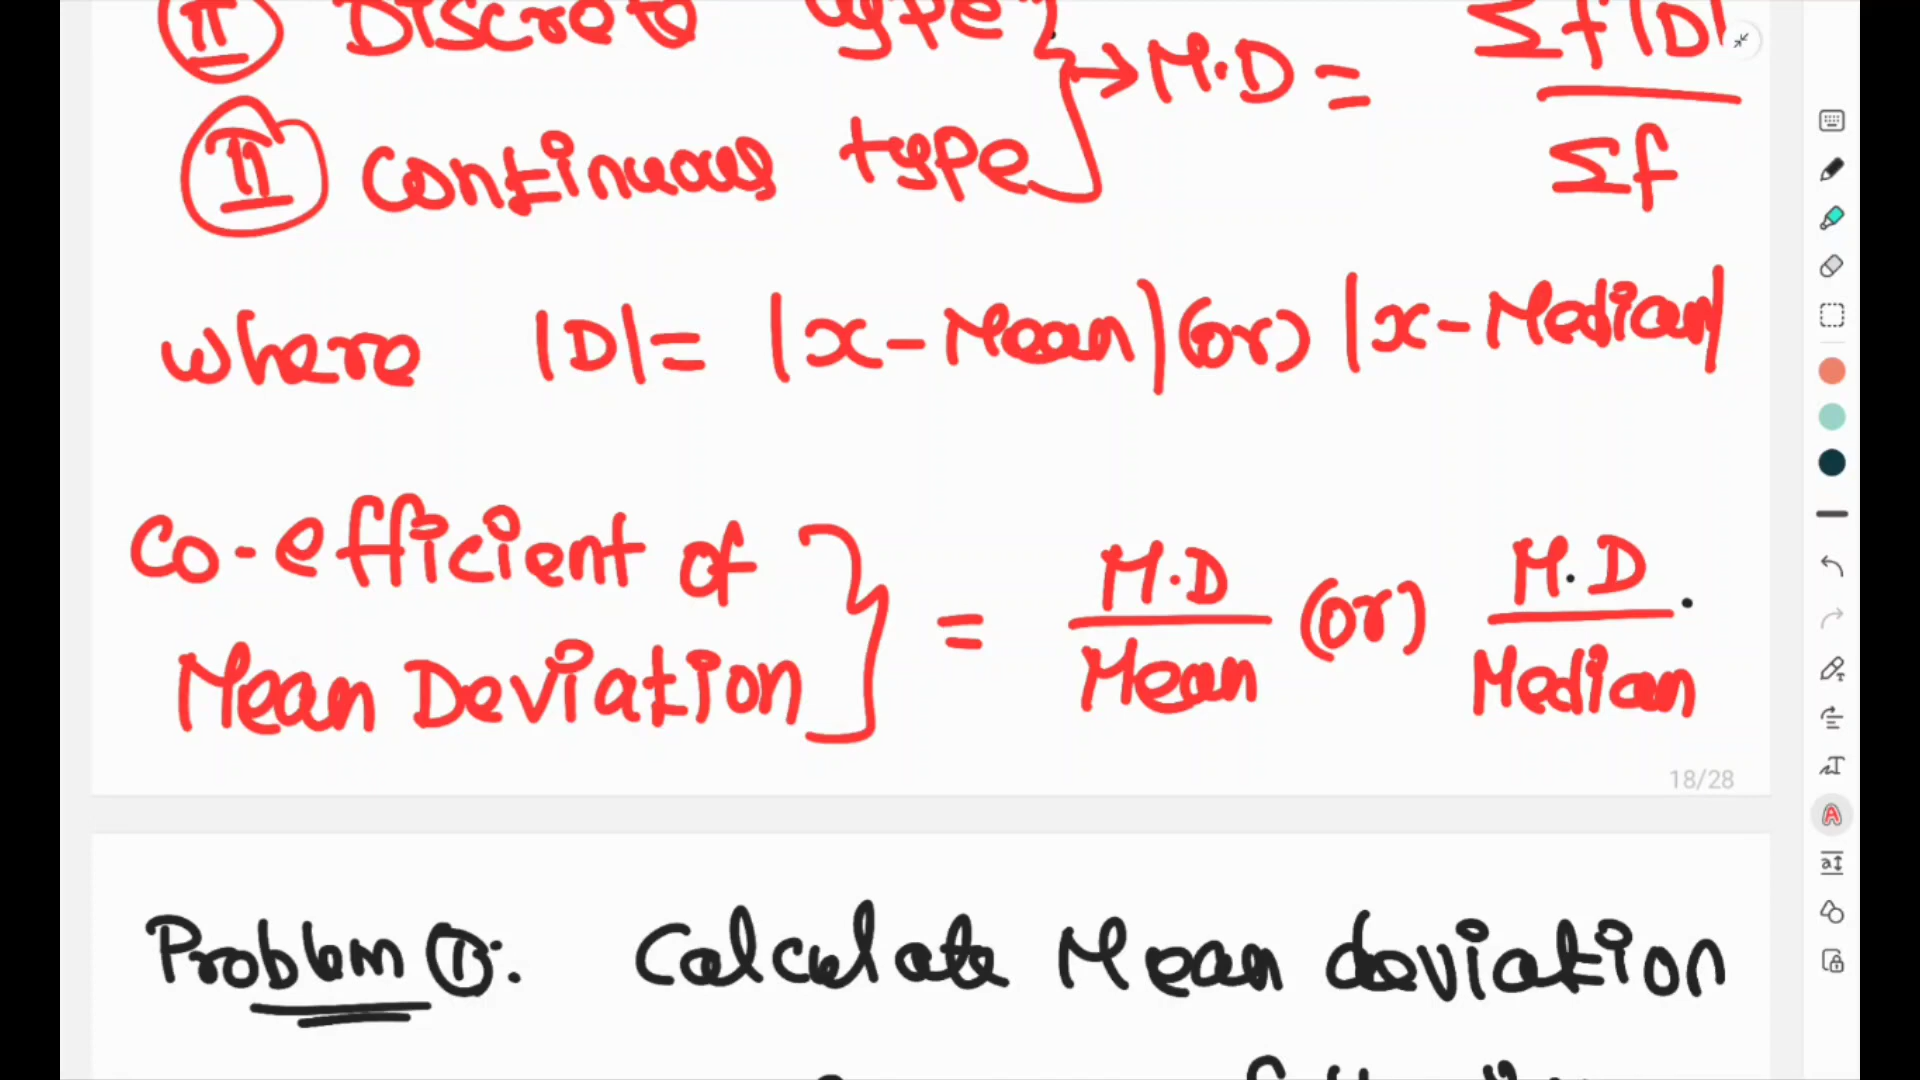 II Discrete type } → M.D = Σf|D| / Σf
II continuous type
where |D| = |x - Mean| (or) |x - Median|
Co-efficient of Mean Deviation } = M.D / Mean (or) M.D / Median
18/28
Problem ①: Calculate Mean deviation